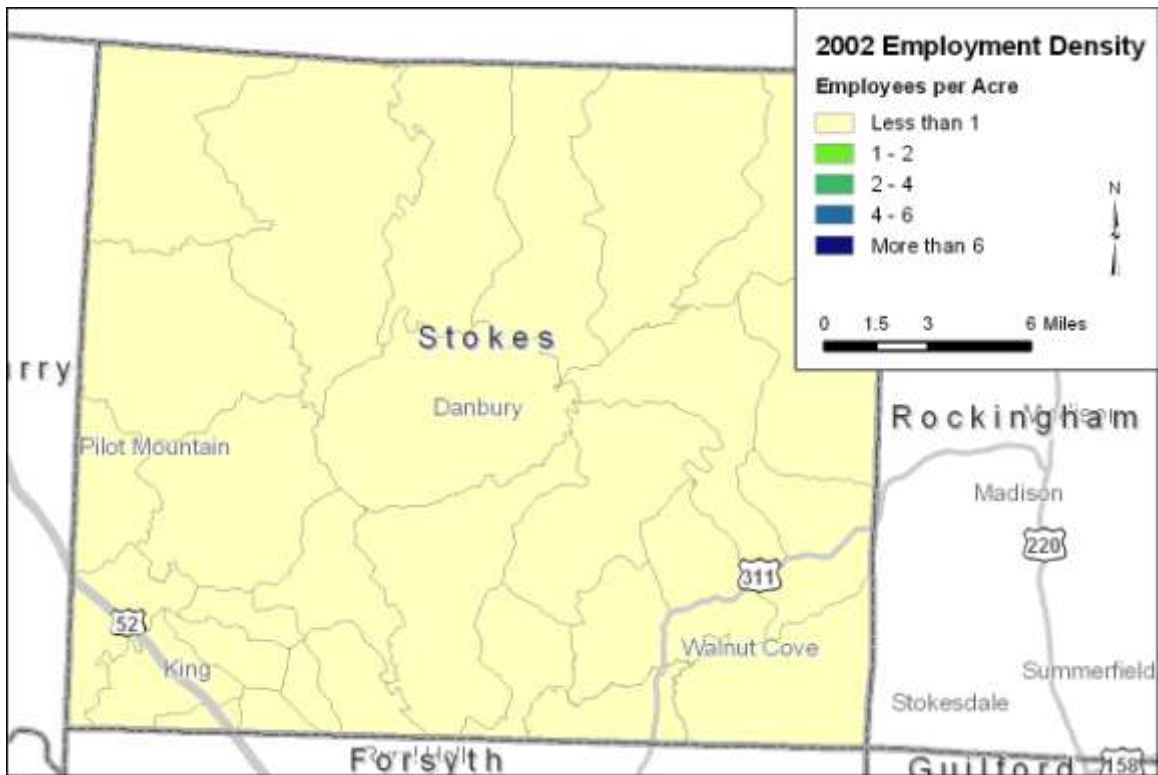 2002 Employment Density
Employees per Acre
Less than 1
1 - 2
2 - 4
4 - 6
More than 6
N
0 1.5 3 6 Miles
Stokes
Danbury
Pilot Mountain
Rockingham
Madison
220
311
52
King
Walnut Cove
Summerfield
Stokesdale
Forsyth
Guilford
158